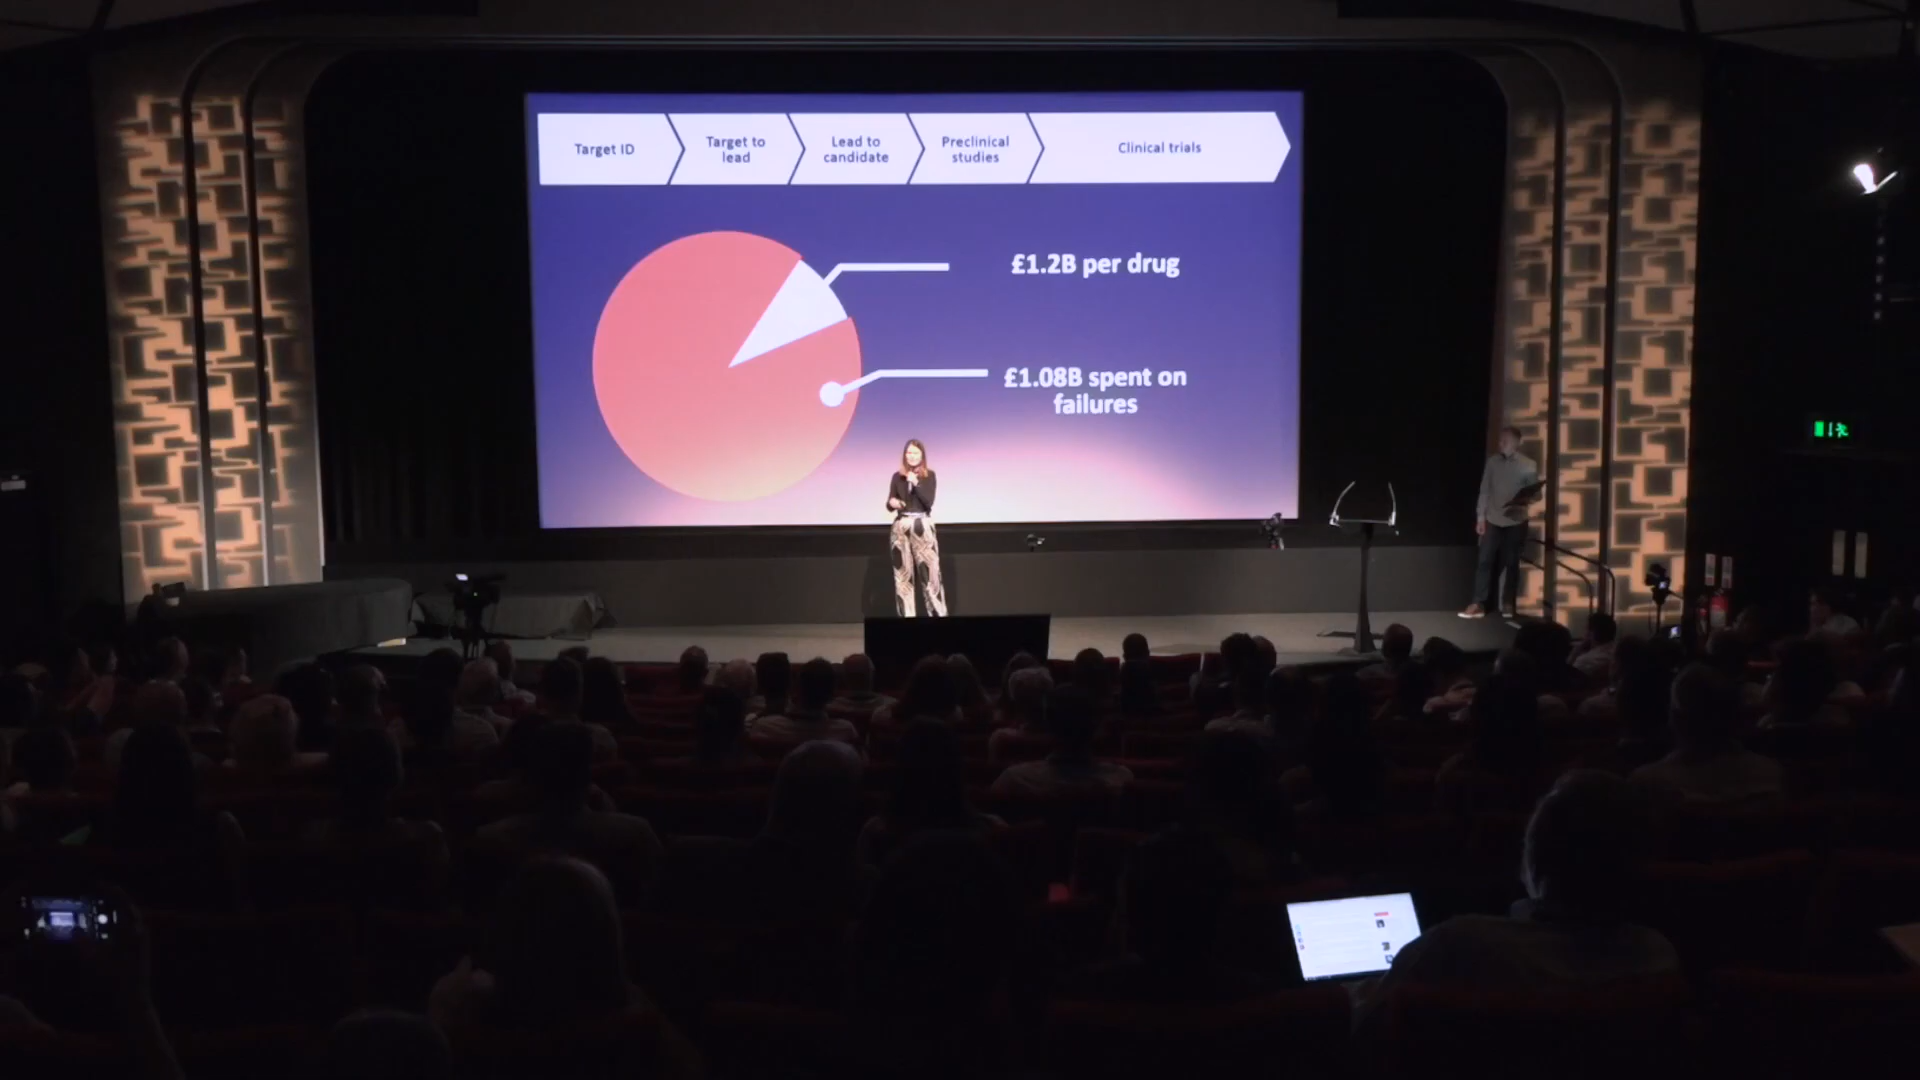 Target ID
Target to
lead
Lead to
candidate
Preclinical
studies
Clinical trials
£1.2B per drug
£1.08B spent on
failures